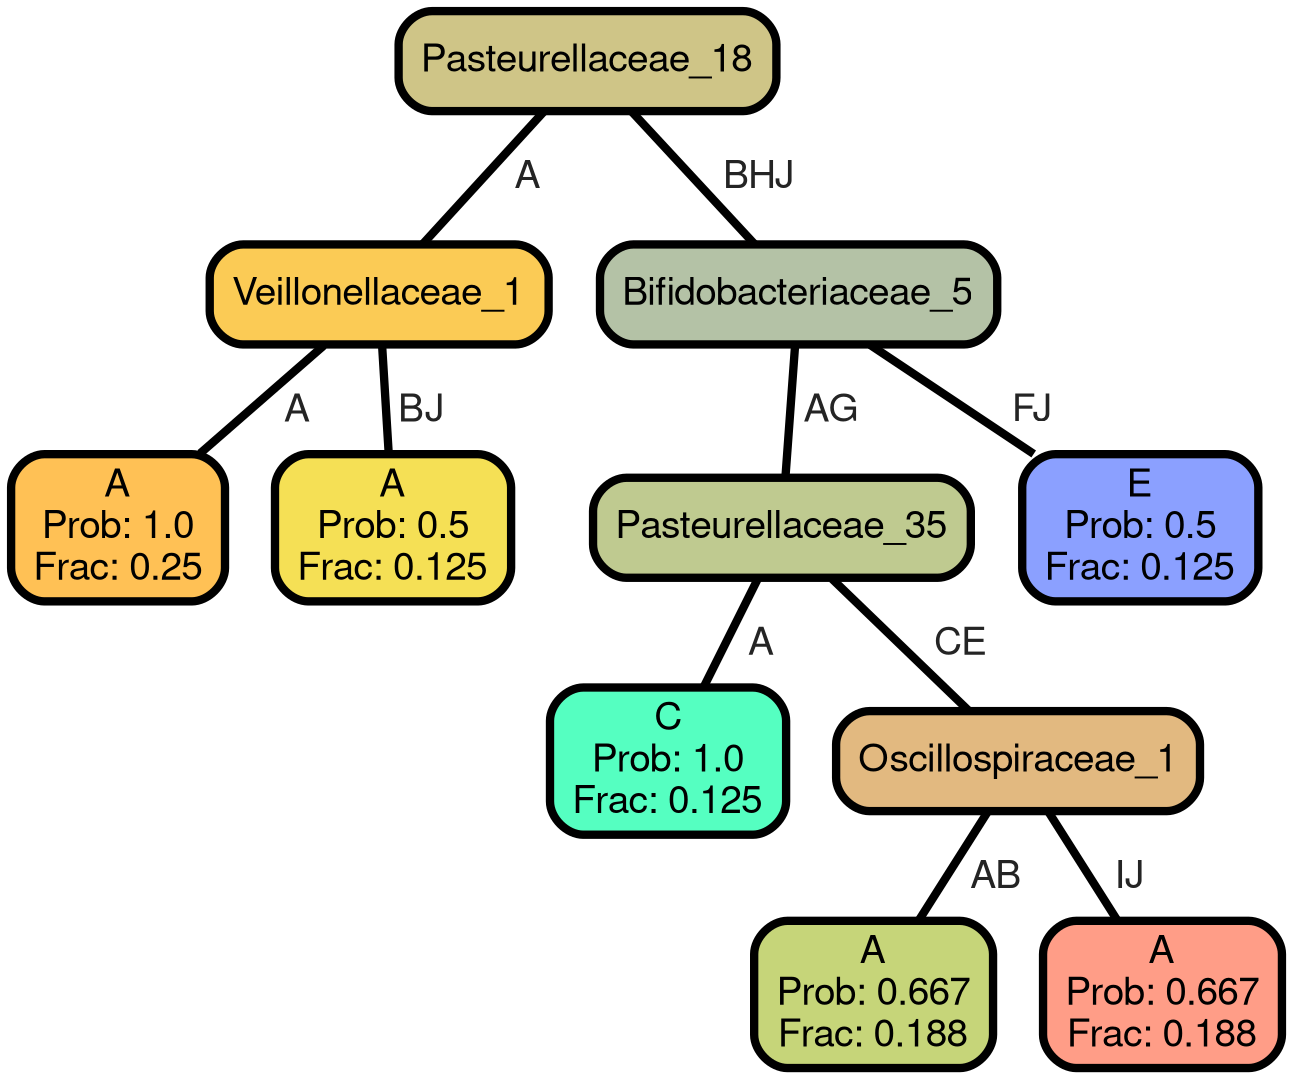 Pasteurellaceae_18
A
BHJ
Veillonellaceae_1
Bifidobacteriaceae_5
A
BJ
AG
FJ
A
Prob: 1.0
Frac: 0.25
A
Prob: 0.5
Frac: 0.125
Pasteurellaceae_35
E
Prob: 0.5
Frac: 0.125
A
CE
C
Prob: 1.0
Frac: 0.125
Oscillospiraceae_1
AB
IJ
A
Prob: 0.667
Frac: 0.188
A
Prob: 0.667
Frac: 0.188